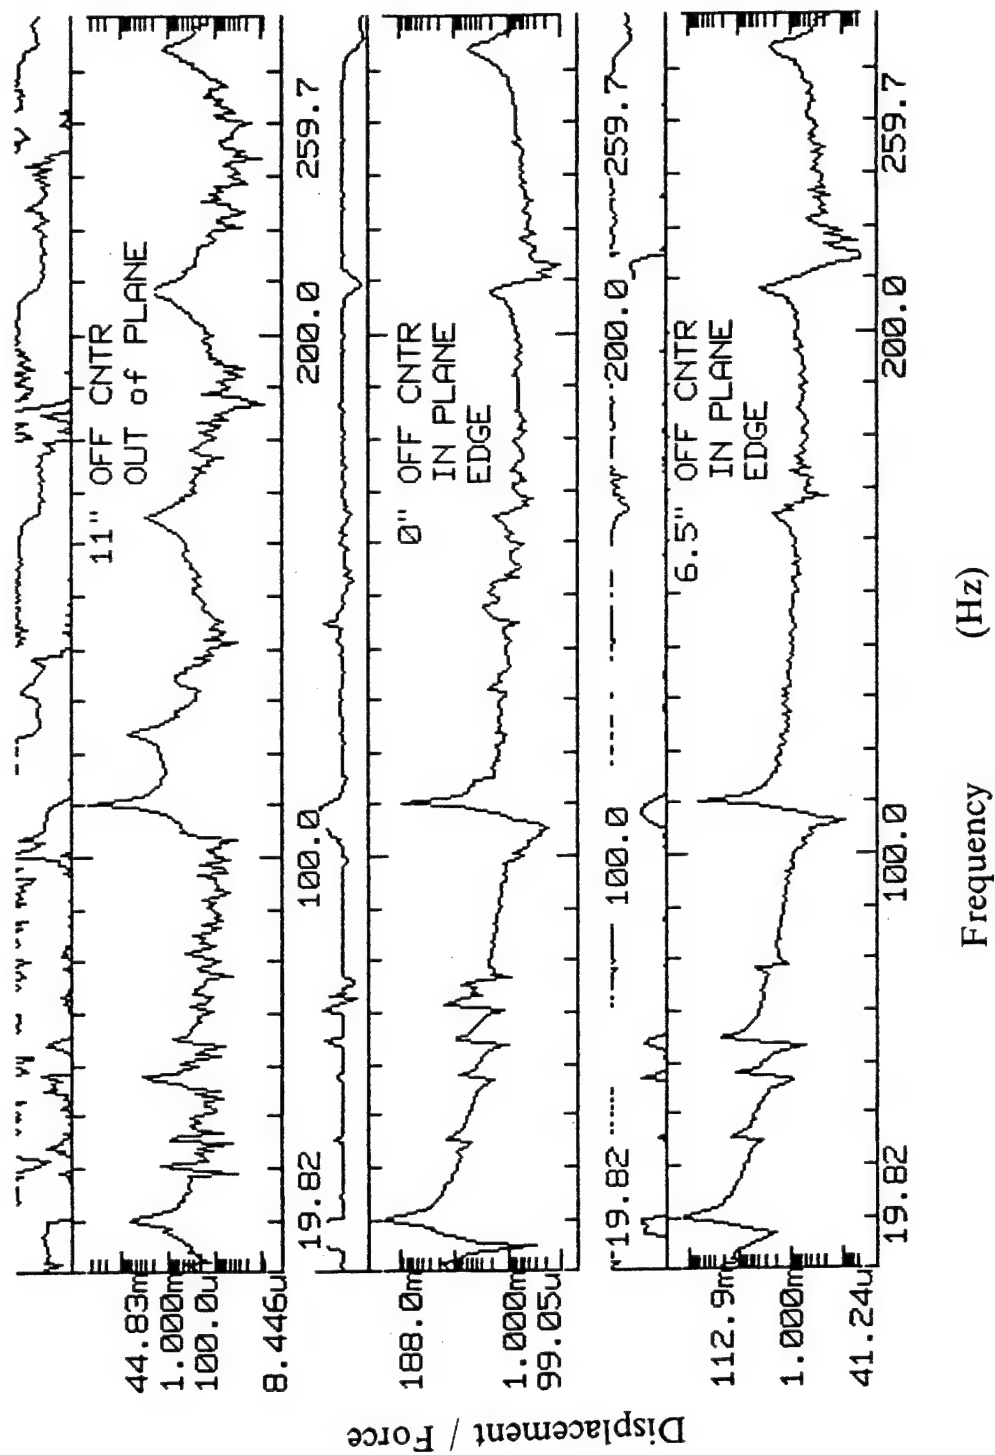 44.83m
1.000m
100.0u
8.446u
11" OFF CNTR
OUT of PLANE
19.82
100.0
200.0
259.7
188.0m
1.000m
99.05u
0" OFF CNTR
IN PLANE
EDGE
19.82
100.0
200.0
259.7
112.9m
1.000m
41.24u
6.5" OFF CNTR
IN PLANE
EDGE
19.82
100.0
200.0
259.7
Displacement / Force
Frequency (Hz)